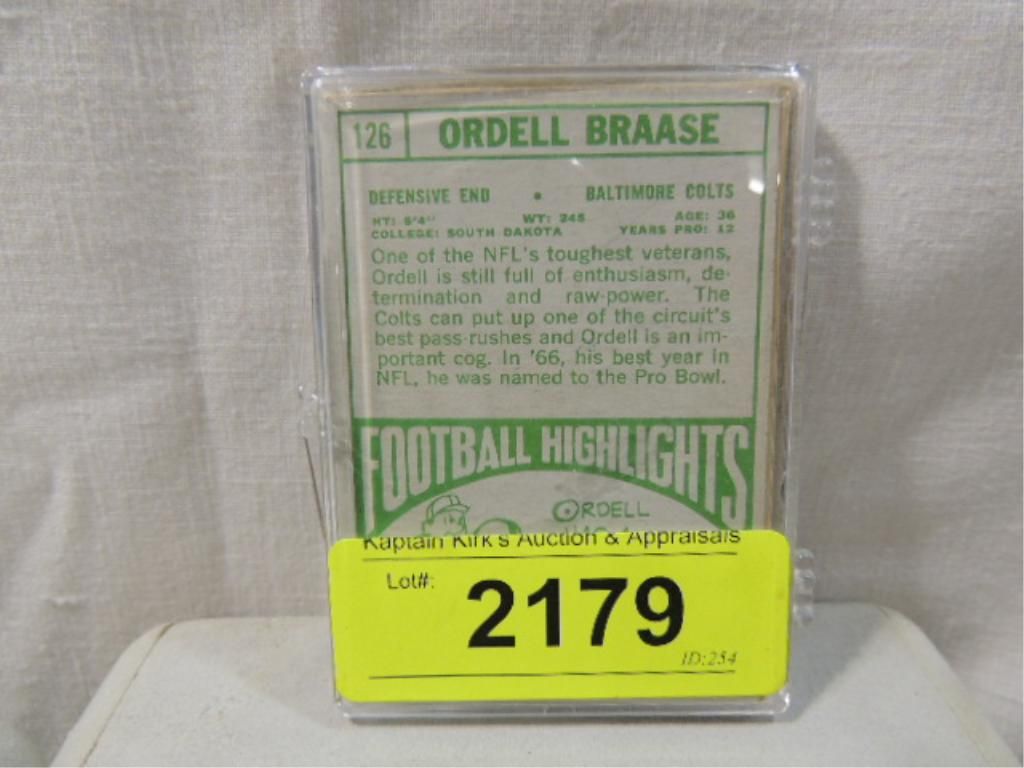 126 ORDELL BRAASE
DEFENSIVE END • BALTIMORE COLTS
HT: 6'4" WT: 245 AGE: 36
COLLEGE: SOUTH DAKOTA YEARS PRO: 12
One of the NFL's toughest veterans,
Ordell is still full of enthusiasm, de-
termination and raw-power. The
Colts can put up one of the circuit's
best pass-rushes and Ordell is an im-
portant cog. In '66, his best year in
NFL, he was named to the Pro Bowl.
FOOTBALL HIGHLIGHTS
ORDELL
Kaptain Kirk's Auction & Appraisals
Lot#: 2179
ID:254